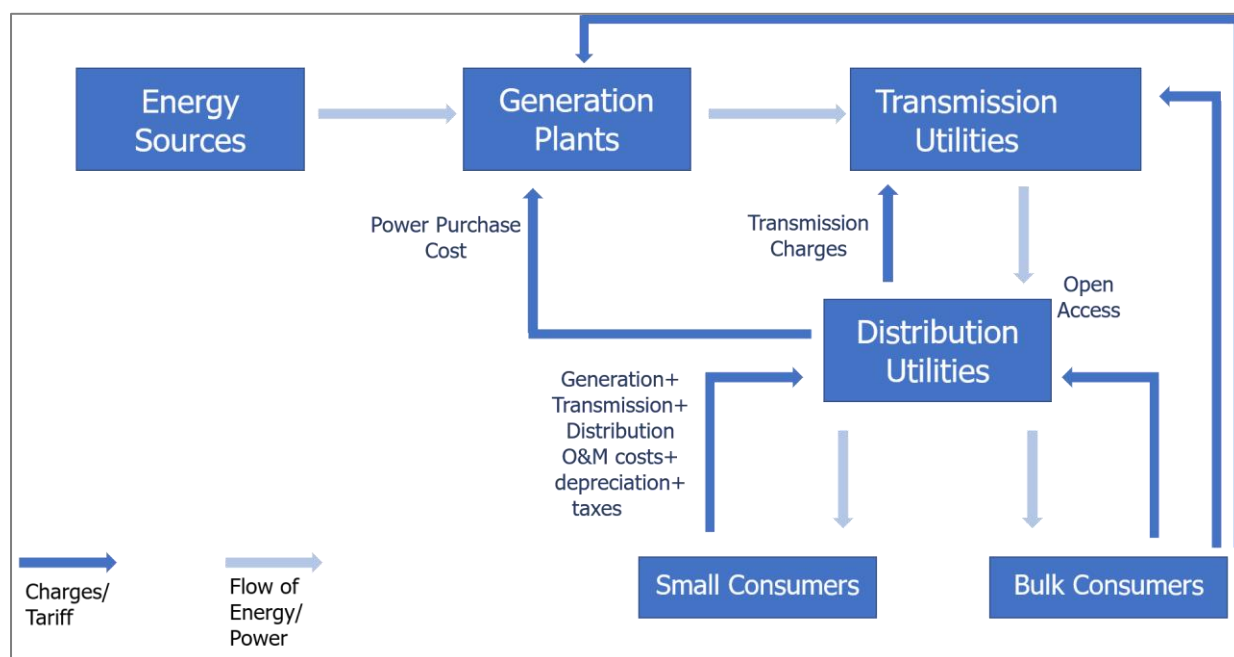 Energy
Sources
Generation
Plants
Transmission
Utilities
Power Purchase
Cost
Transmission
Charges
Open
Access
Distribution
Utilities
Generation+
Transmission+
Distribution
O&M costs+
depreciation+
taxes
Small Consumers
Bulk Consumers
Charges/
Tariff
Flow of
Energy/
Power